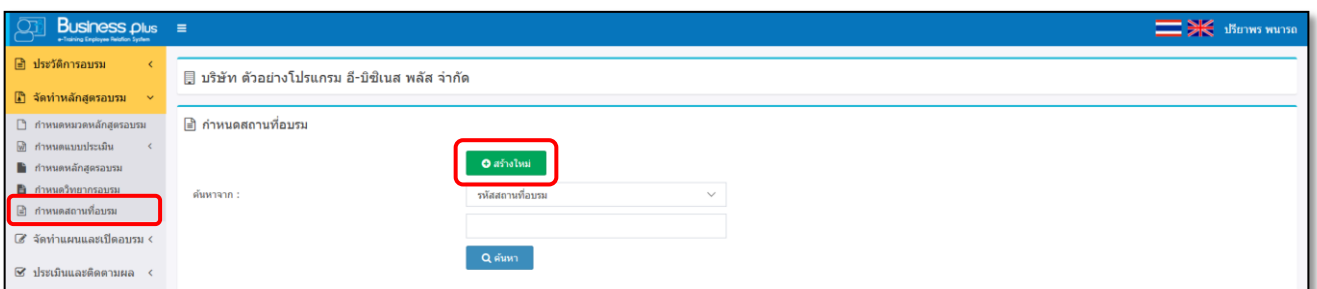 Business plus
e-Training Employee Relation System
ปรียาพร พนารถ
ประวัติการอบรม
จัดทำหลักสูตรอบรม
กำหนดหมวดหลักสูตรอบรม
กำหนดแบบประเมิน
กำหนดหลักสูตรอบรม
กำหนดวิทยากรอบรม
กำหนดสถานที่อบรม
จัดทำแผนและเปิดอบรม
ประเมินและติดตามผล
บริษัท ตัวอย่างโปรแกรม อี-บิซิเนส พลัส จำกัด
กำหนดสถานที่อบรม
สร้างใหม่
ค้นหาจาก :
รหัสสถานที่อบรม
ค้นหา